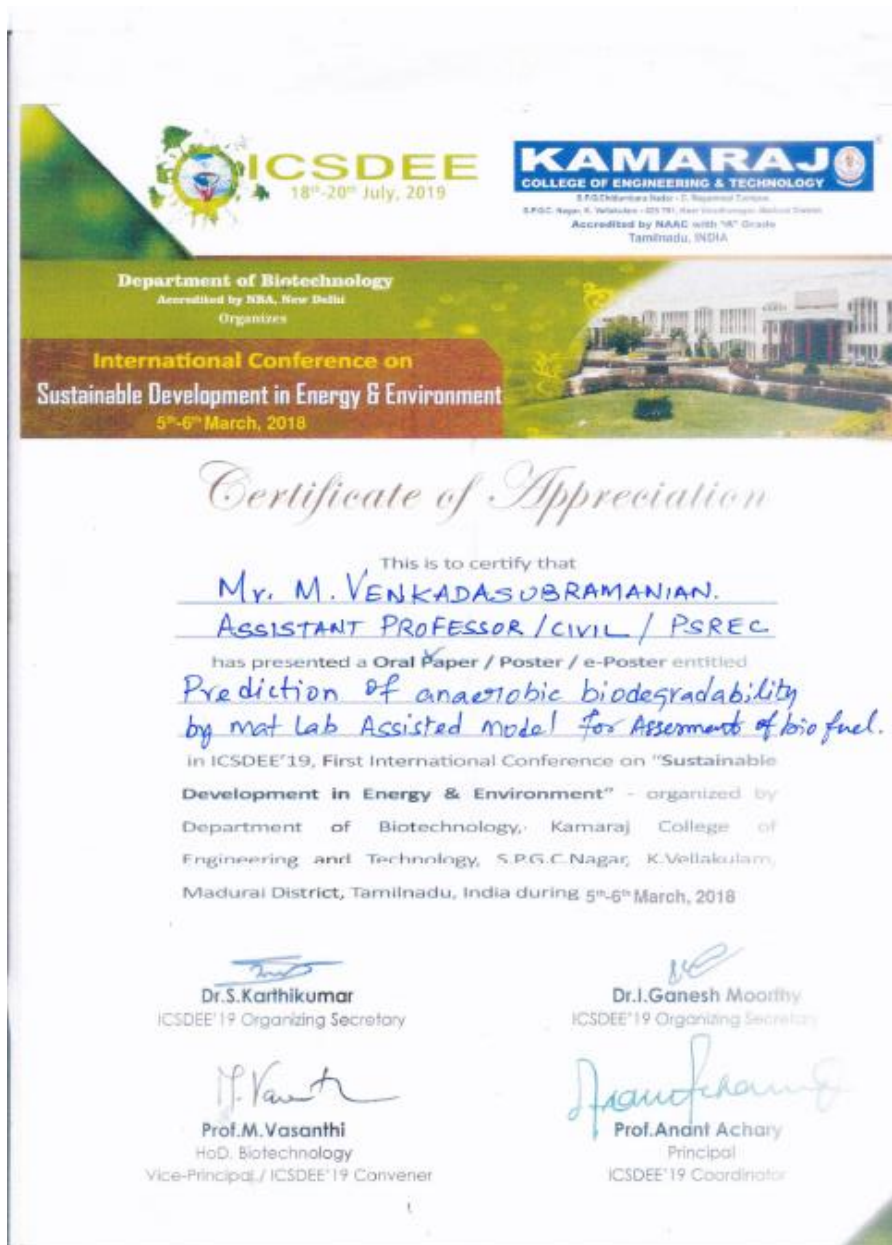 ICSDEE
18th-20th July, 2019
KAMARAJ
COLLEGE OF ENGINEERING & TECHNOLOGY
Accredited by NAAC with "A" Grade
Tamilnadu, INDIA
Department of Biotechnology
Accredited by NBA, New Delhi
Organizes
International Conference on
Sustainable Development in Energy & Environment
5th-6th March, 2018
Certificate of Appreciation
This is to certify that
Mr. M. VENKADASUBRAMANIAN.
ASSISTANT PROFESSOR / CIVIL / PSREC
has presented a Oral Paper / Poster / e-Poster entitled
Prediction of anaerobic biodegradability
by mat Lab Assisted model for Assesment of bio fuel.
in ICSDEE'19, First International Conference on "Sustainable
Development in Energy & Environment" - organized by
Department of Biotechnology, Kamaraj College of
Engineering and Technology, S.P.G.C.Nagar, K.Vellakulam,
Madurai District, Tamilnadu, India during 5th-6th March, 2018
Dr.S.Karthikumar
ICSDEE'19 Organizing Secretary
Dr.I.Ganesh Moorthy
ICSDEE'19 Organizing Secretary
M. Vasanthi
Prof.M.Vasanthi
HoD, Biotechnology
Vice-Principal / ICSDEE'19 Convener
Prof.Anant Achary
Principal
ICSDEE'19 Coordinator